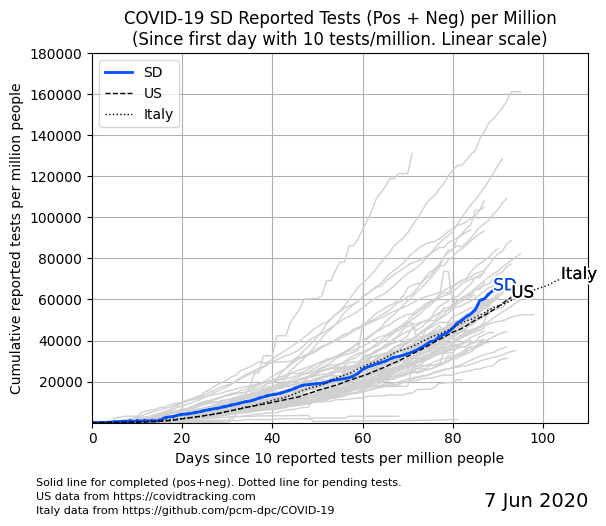 COVID-19 SD Reported Tests (Pos + Neg) per Million
(Since first day with 10 tests/million. Linear scale)
180000
160000
140000
120000
100000
80000
60000
40000
20000
Cumulative reported tests per million people
SD
US
Italy
Italy
SD
US
0
20
40
60
80
100
Days since 10 reported tests per million people
Solid line for completed (pos+neg). Dotted line for pending tests.
US data from https://covidtracking.com
Italy data from https://github.com/pcm-dpc/COVID-19
7 Jun 2020